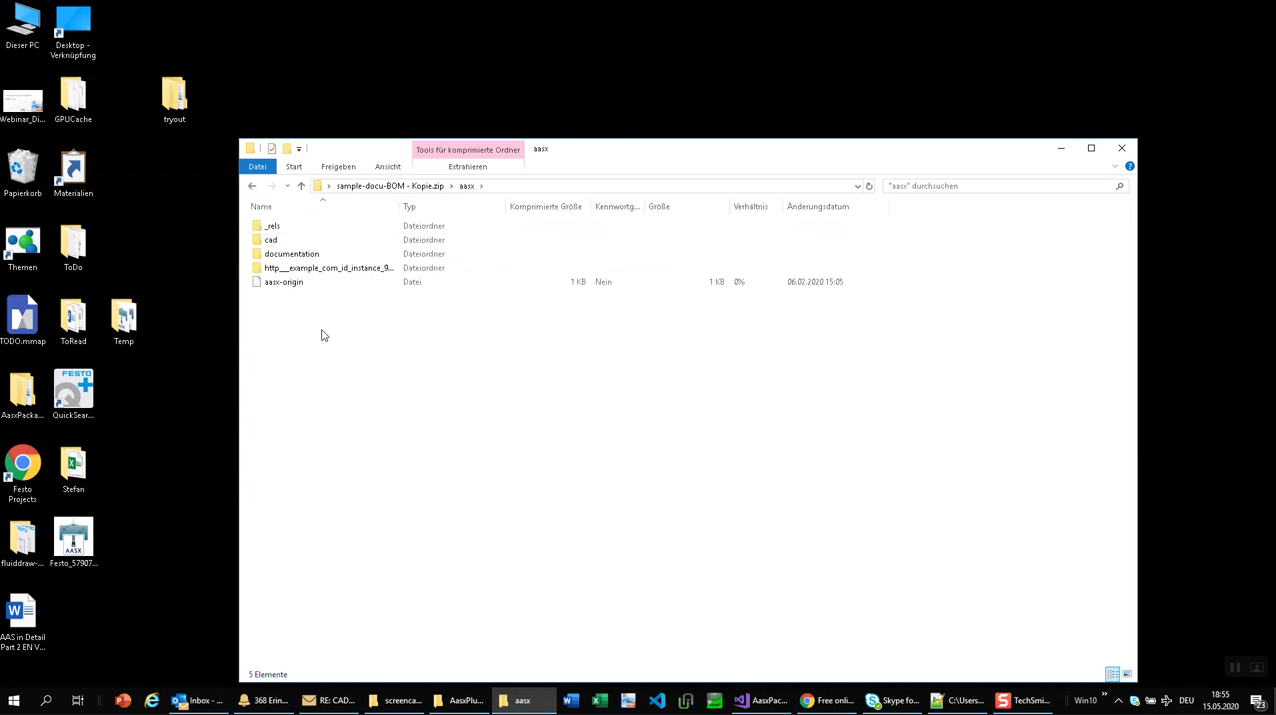 Dieser PC
Desktop -
Verknüpfung
Webinar_Di...
GPUCache
tryout
Papierkorb
Materialien
Themen
ToDo
TODO.mmap
ToRead
Temp
AasxPacka...
FESTO
QuickSear...
Festo
Projects
Stefan
fluiddraw-...
AASX
Festo_57907...
AAS in Detail
Part 2 EN V...
Tools für komprimierte Ordner
aasx
Datei
Start
Freigeben
Ansicht
Extrahieren
sample-docu-BOM - Kopie.zip
aasx
"aasx" durchsuchen
Name
Typ
Komprimierte Größe
Kennwortg...
Größe
Verhältnis
Änderungsdatum
_rels
Dateiordner
cad
Dateiordner
documentation
Dateiordner
http___example_com_id_instance_9...
Dateiordner
aasx-origin
Datei
1 KB
Nein
1 KB
0%
06.02.2020 15:05
5 Elemente
Inbox - ...
368 Erin...
RE: CAD...
screenca...
AasxPlu...
aasx
AasxPac...
Free onli...
Skype fo...
C:\Users...
TechSmi...
Win10
DEU
18:55
15.05.2020
23